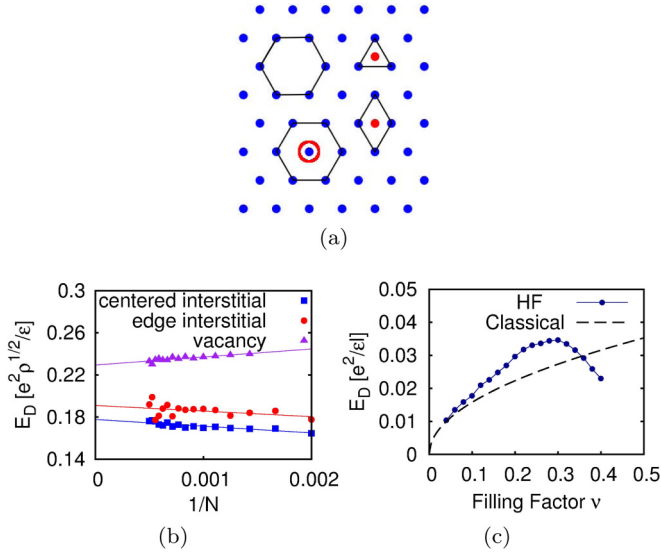 (a)
0.3
0.26
0.22
0.18
0.14
E_D [e²ρ^{1/2}/ε]
centered interstitial
edge interstitial
vacancy
0 0.001 0.002
1/N
(b)
0.05
0.04
0.03
0.02
0.01
0
E_D [e²/εl]
HF
Classical
0 0.1 0.2 0.3 0.4 0.5
Filling Factor ν
(c)